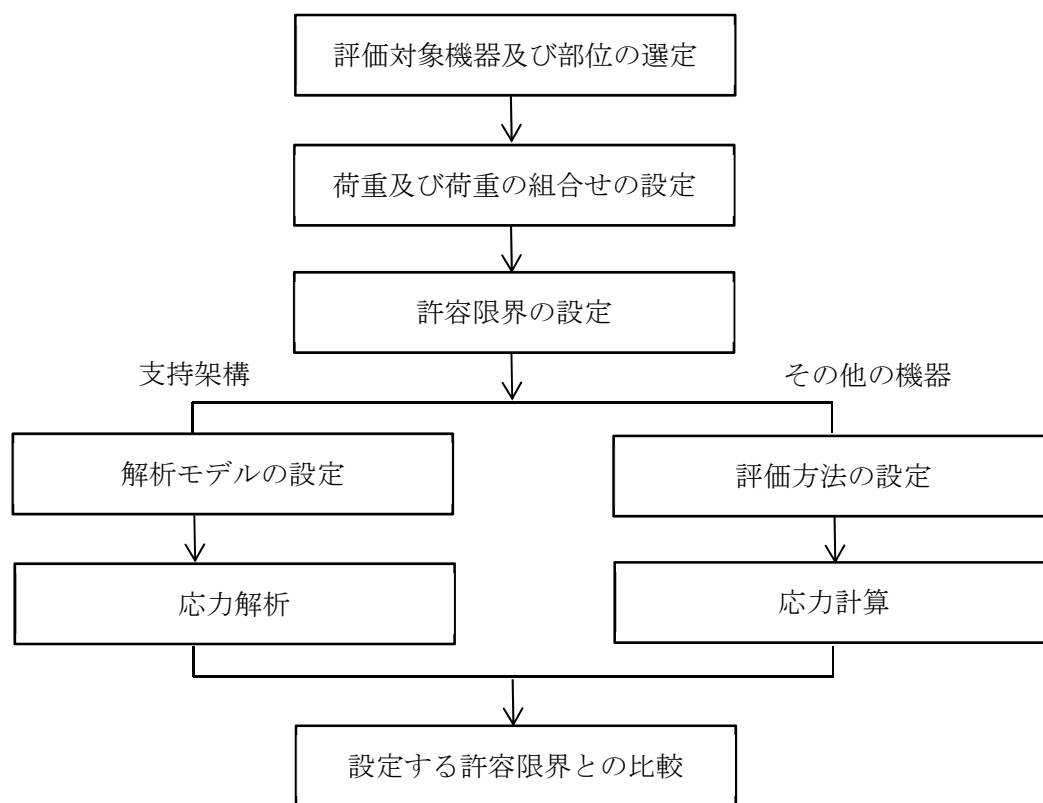 評価対象機器及び部位の選定
荷重及び荷重の組合せの設定
許容限界の設定
支持架構
その他の機器
解析モデルの設定
評価方法の設定
応力解析
応力計算
設定する許容限界との比較